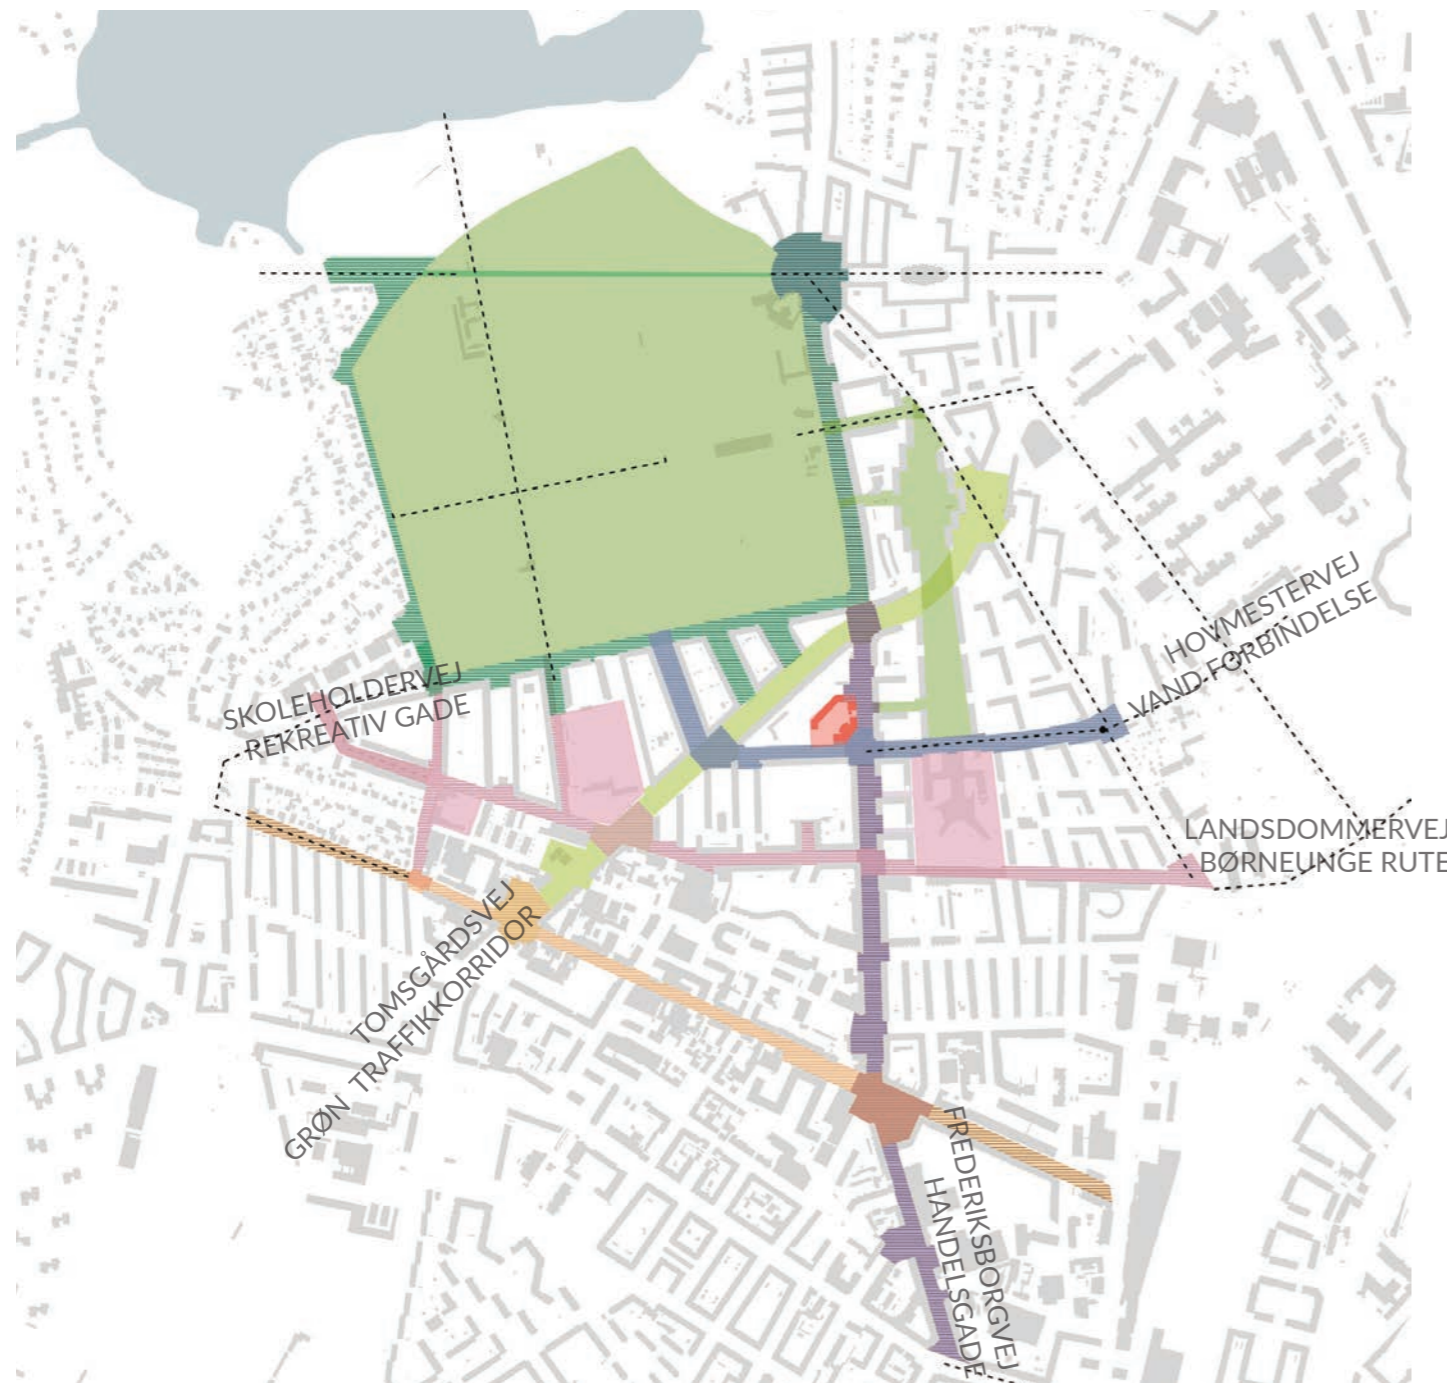 HOVMESTERVEJ
VAND FORBINDELSE
SKOLEHOLDERVEJ
REKREATIV GADE
LANDSDOMMERVEJ
BØRNEUNGE RUTE
TOMSGÅRDSVEJ
GRØN TRAFFIKKORRIDOR
FREDERIKSBORGVEJ
HANDELSGADE